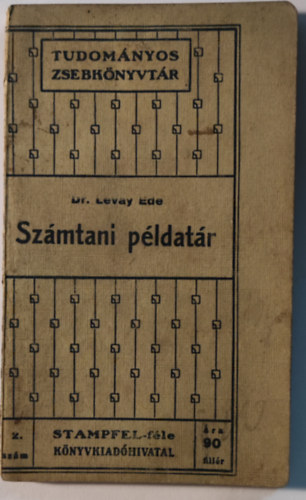 TUDOMÁNYOS
ZSEBKÖNYVTÁR
Dr. Lévay Ede
Számtani példatár
2.
szám
STAMPFEL-féle
KÖNYVKIADÓHIVATAL
ára
90
fillér